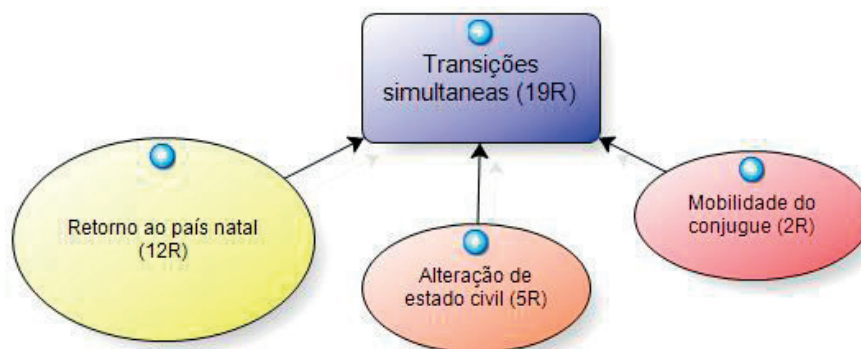 Transições
simultaneas (19R)
Retorno ao país natal
(12R)
Alteração de
estado civil (5R)
Mobilidade do
conjugue (2R)